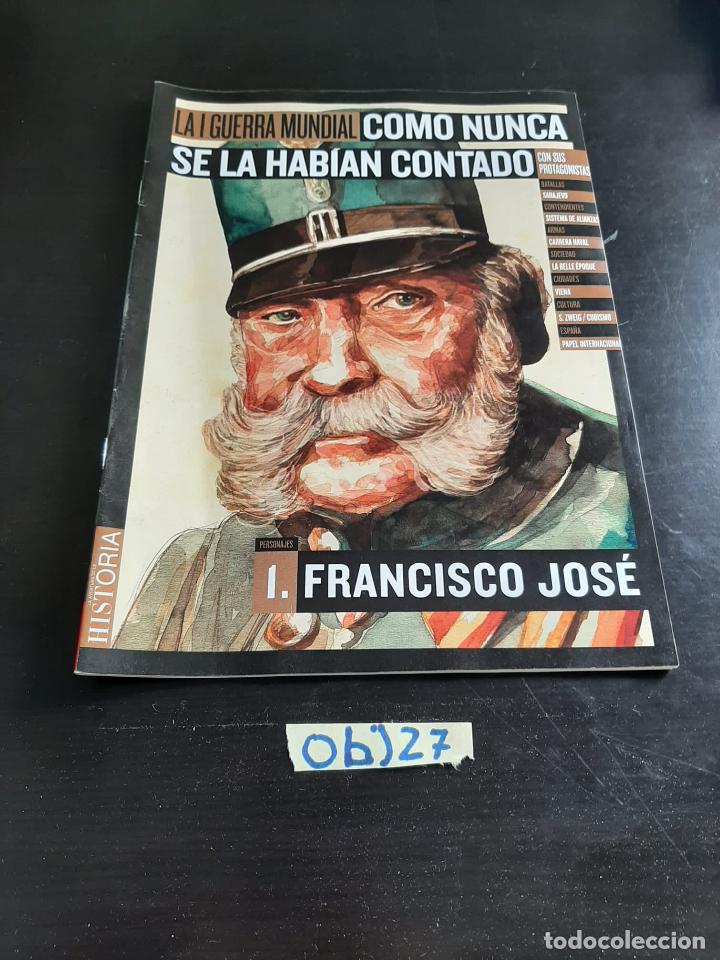 LA I GUERRA MUNDIAL COMO NUNCA
SE LA HABÍAN CONTADO
CON SUS
PROTAGONISTAS
BATALLAS
SARAJEVO
CONTENDIENTES
SISTEMA DE ALIANZAS
ARMAS
CARRERA NAVAL
SOCIEDAD
LA BELLE ÉPOQUE
CIUDADES
VIENA
CULTURA
S. ZWEIG / CUBISMO
ESPAÑA
PAPEL INTERNACIONAL
HISTORIA
PERSONAJES
1. FRANCISCO JOSÉ
Obj27
todocoleccion